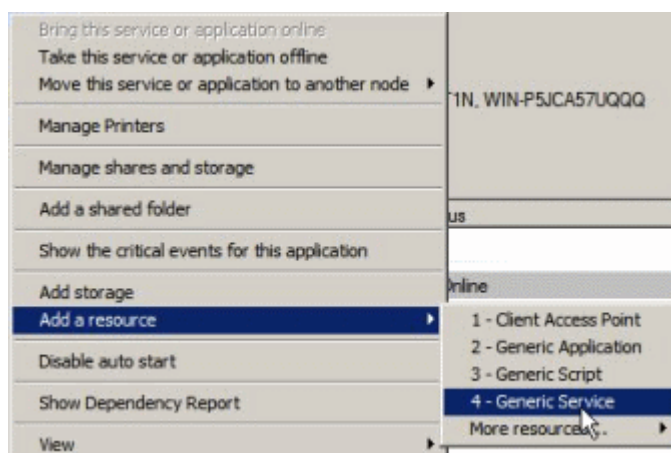 Bring this service or application online
Take this service or application offline
Move this service or application to another node
T1N, WIN-P5JCA57UQQQ
Manage Printers
Manage shares and storage
Add a shared folder
us
Show the critical events for this application
Online
Add storage
Add a resource
1 - Client Access Point
2 - Generic Application
Disable auto start
3 - Generic Script
4 - Generic Service
Show Dependency Report
More resources...
View